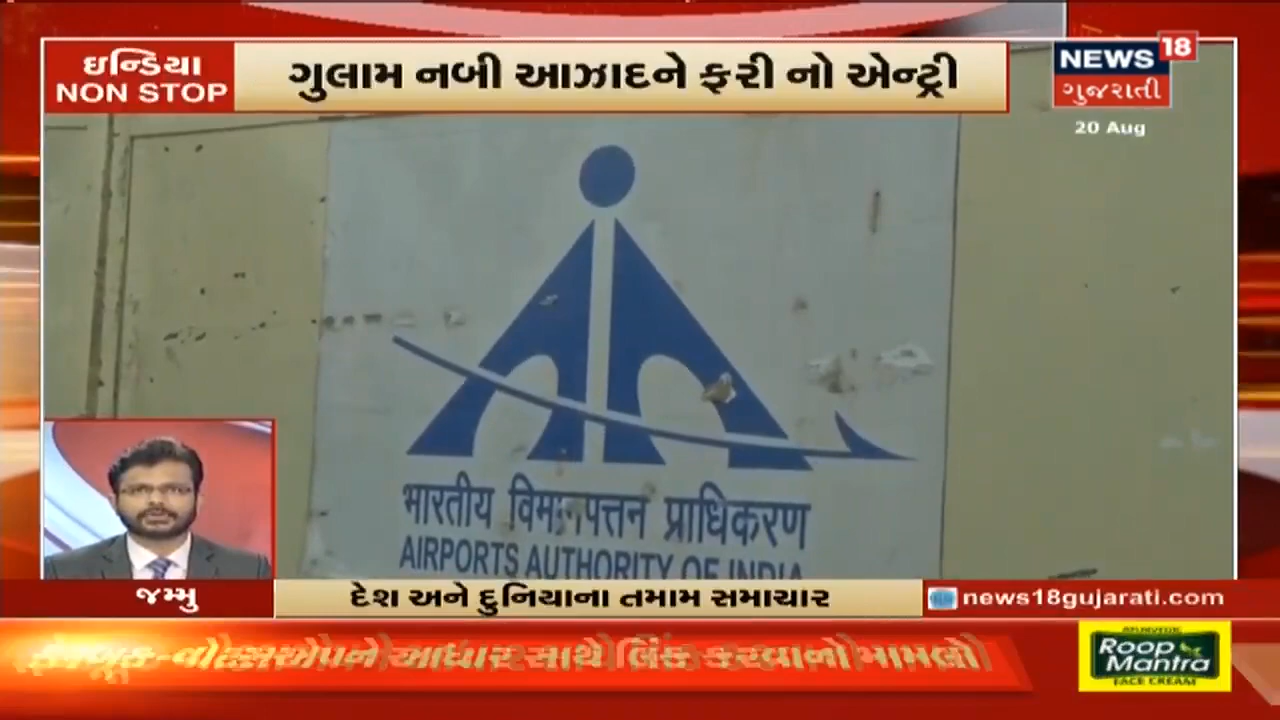 ઇન્ડિયા
NON STOP
ગુલામ નબી આઝાદને ફરી નો એન્ટ્રી
NEWS 18
ગુજરાતી
20 Aug
भारतीय विमानपत्तन प्राधिकरण
AIRPORTS AUTHORITY OF INDIA
જમ્મુ
દેશ અને દુનિયાના તમામ સમાચાર
news18gujarati.com
આધાર સાથે લિંક કરવાનો મામલો
AYURVEDIC
Roop
Mantra
FACE CREAM